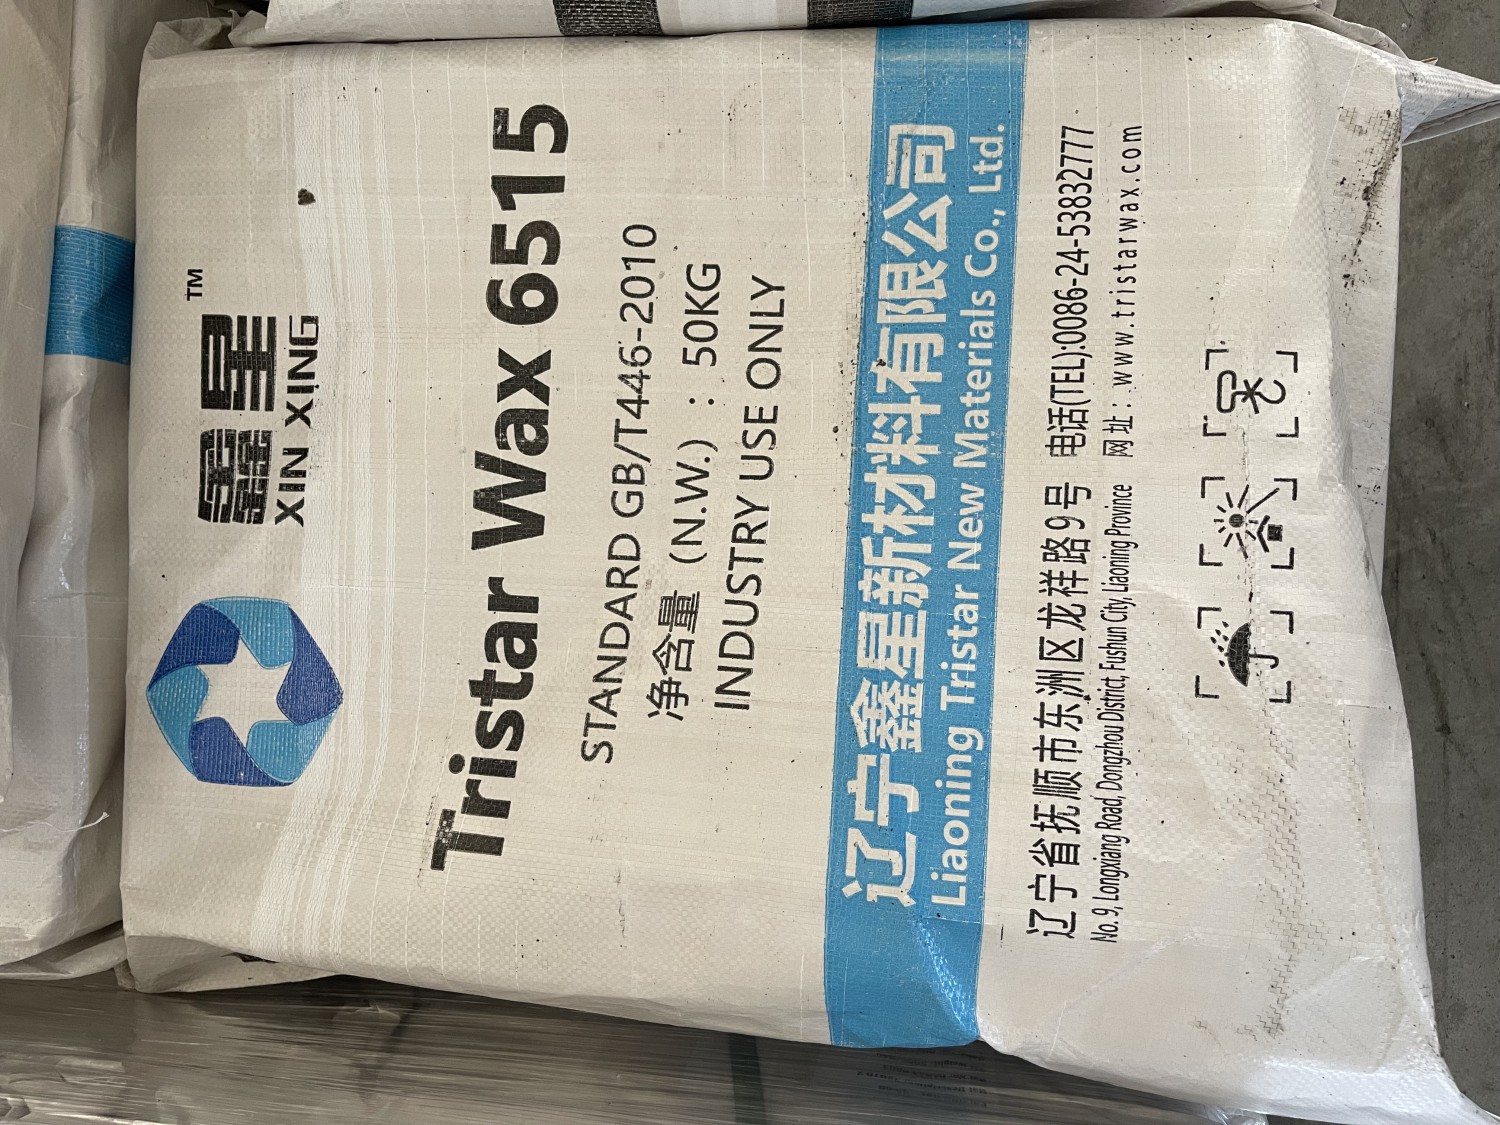 鑫星™
XIN XING
Tristar Wax 6515
STANDARD GB/T446-2010
净含量（N.W.）：50KG
INDUSTRY USE ONLY
辽宁鑫星新材料有限公司
Liaoning Tristar New Materials Co., Ltd.
辽宁省抚顺市东洲区龙祥路9号 电话(TEL):0086-24-53832777
No. 9, Longxiang Road, Dongzhou District, Fushun City, Liaoning Province 网址：www.tristarwax.com